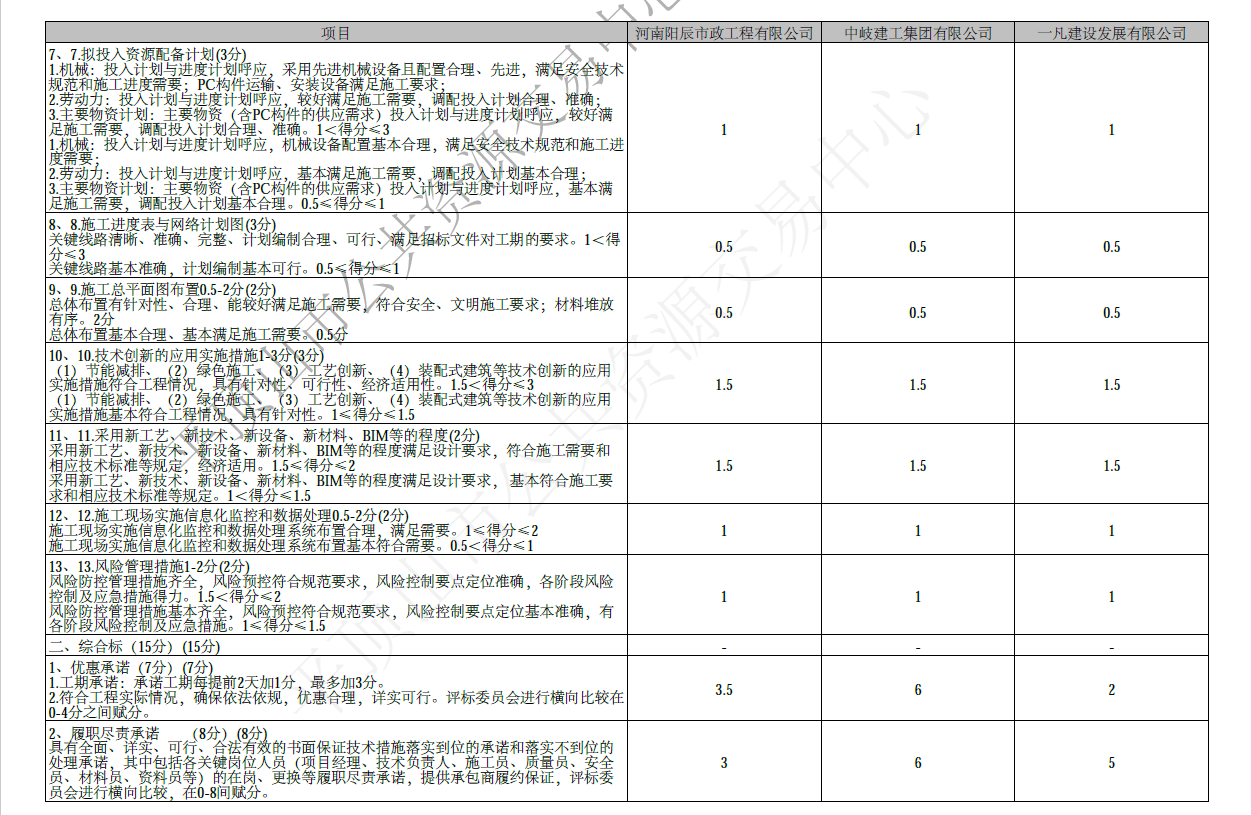 项目 河南阳辰市政工程有限公司 中岐建工集团有限公司 一凡建设发展有限公司
7、7.拟投入资源配备计划(3分)
1.机械：投入计划与进度计划呼应，采用先进机械设备且配置合理、先进，满足安全技术
规范和施工进度需要；PC构件运输、安装设备满足施工要求；
2.劳动力：投入计划与进度计划呼应，较好满足施工需要，调配投入计划合理、准确；
3.主要物资计划：主要物资（含PC构件的供应需求）投入计划与进度计划呼应，较好满
足施工需要，调配投入计划合理、准确。1＜得分≤3
1.机械：投入计划与进度计划呼应，机械设备配置基本合理，满足安全技术规范和施工进
度需要；
2.劳动力：投入计划与进度计划呼应，基本满足施工需要，调配投入计划基本合理；
3.主要物资计划：主要物资（含PC构件的供应需求）投入计划与进度计划呼应，基本满
足施工需要，调配投入计划基本合理。0.5≤得分≤1
1 1 1
8、8.施工进度表与网络计划图(3分)
关键线路清晰、准确、完整、计划编制合理、可行、满足招标文件对工期的要求。1＜得
分≤3
关键线路基本准确，计划编制基本可行。0.5≤得分≤1
0.5 0.5 0.5
9、9.施工总平面图布置0.5-2分(2分)
总体布置有针对性、合理、能较好满足施工需要，符合安全、文明施工要求；材料堆放
有序。2分
总体布置基本合理、基本满足施工需要。0.5分
0.5 0.5 0.5
10、10.技术创新的应用实施措施1-3分(3分)
（1）节能减排、（2）绿色施工、（3）工艺创新、（4）装配式建筑等技术创新的应用
实施措施符合工程情况，具有针对性、可行性、经济适用性。1.5＜得分≤3
（1）节能减排、（2）绿色施工、（3）工艺创新、（4）装配式建筑等技术创新的应用
实施措施基本符合工程情况，具有针对性。1≤得分≤1.5
1.5 1.5 1.5
11、11.采用新工艺、新技术、新设备、新材料、BIM等的程度(2分)
采用新工艺、新技术、新设备、新材料、BIM等的程度满足设计要求，符合施工需要和
相应技术标准等规定，经济适用。1.5≤得分≤2
采用新工艺、新技术、新设备、新材料、BIM等的程度满足设计要求，基本符合施工要
求和相应技术标准等规定。1＜得分≤1.5
1.5 1.5 1.5
12、12.施工现场实施信息化监控和数据处理0.5-2分(2分)
施工现场实施信息化监控和数据处理系统布置合理，满足需要。1≤得分≤2
施工现场实施信息化监控和数据处理系统布置基本符合需要。0.5＜得分≤1
1 1 1
13、13.风险管理措施1-2分(2分)
风险防控管理措施齐全，风险预控符合规范要求，风险控制要点定位准确，各阶段风险
控制及应急措施得力。1.5＜得分≤2
风险防控管理措施基本齐全，风险预控符合规范要求，风险控制要点定位基本准确，有
各阶段风险控制及应急措施。1≤得分≤1.5
1 1 1
二、综合标（15分）(15分) - - -
1、优惠承诺（7分）(7分)
1.工期承诺：承诺工期每提前2天加1分，最多加3分。
2.符合工程实际情况，确保依法依规，优惠合理，详实可行。评标委员会进行横向比较在
0-4分之间赋分。
3.5 6 2
2、履职尽责承诺 （8分）(8分)
具有全面、详实、可行、合法有效的书面保证技术措施落实到位的承诺和落实不到位的
处理承诺，其中包括各关键岗位人员（项目经理、技术负责人、施工员、质量员、安全
员、材料员、资料员等）的在岗、更换等履职尽责承诺，提供承包商履约保证，评标委
员会进行横向比较，在0-8间赋分。
3 6 5
平顶山市公共资源交易中心
平顶山市公共资源交易中心